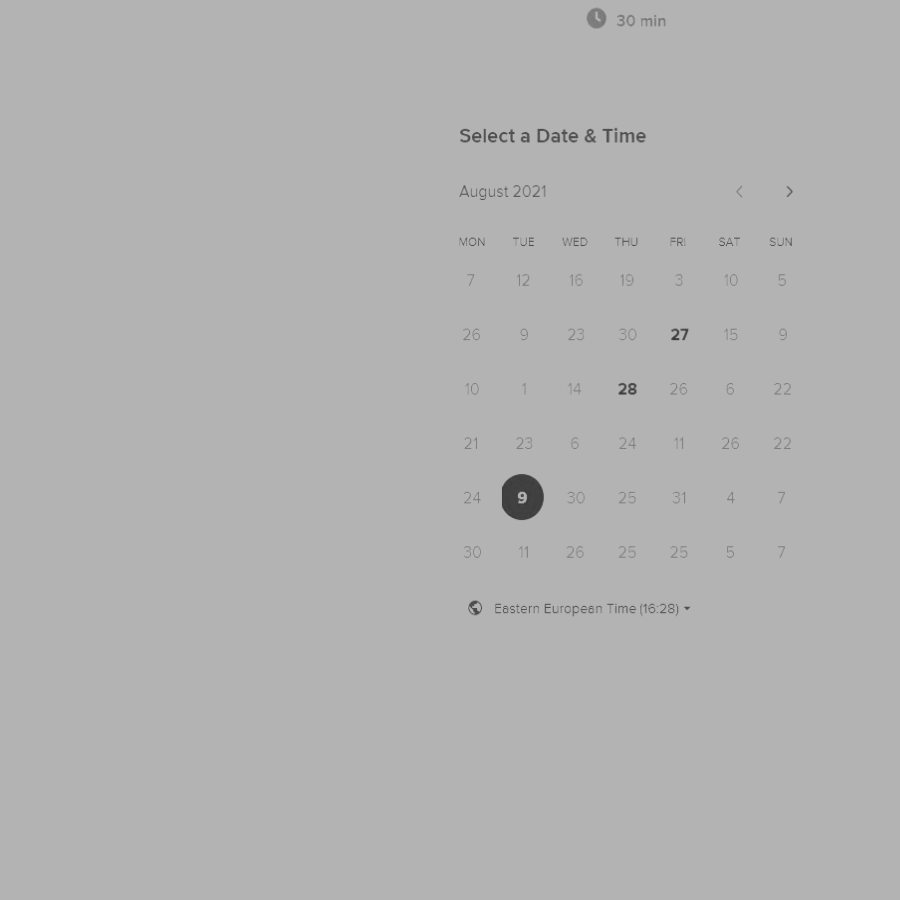 30 min
Select a Date & Time
August 2021
MON TUE WED THU FRI SAT SUN
7 12 16 19 3 10 5
26 9 23 30 27 15 9
10 1 14 28 26 6 22
21 23 6 24 11 26 22
24 9 30 25 31 4 7
30 11 26 25 25 5 7
Eastern European Time (16:28)